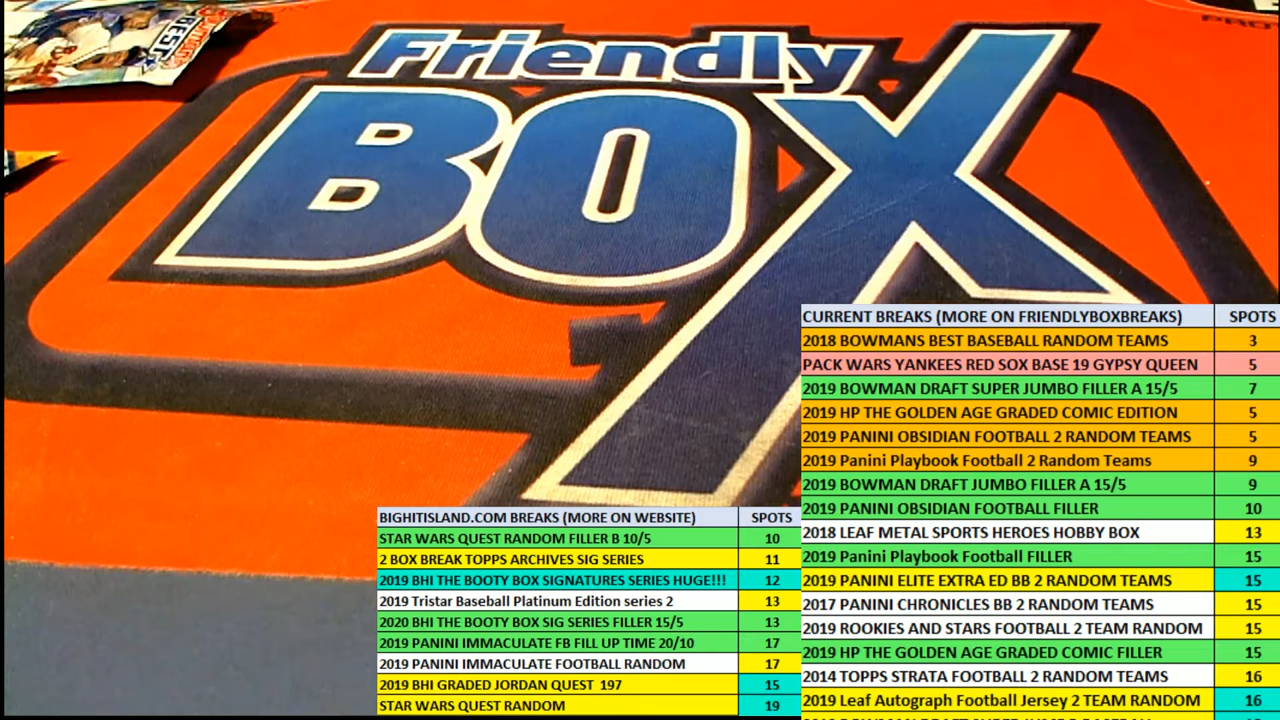 BEST
PRO
Friendly
BOX
CURRENT BREAKS (MORE ON FRIENDLYBOXBREAKS) SPOTS
2018 BOWMANS BEST BASEBALL RANDOM TEAMS 3
PACK WARS YANKEES RED SOX BASE 19 GYPSY QUEEN 5
2019 BOWMAN DRAFT SUPER JUMBO FILLER A 15/5 7
2019 HP THE GOLDEN AGE GRADED COMIC EDITION 5
2019 PANINI OBSIDIAN FOOTBALL 2 RANDOM TEAMS 5
2019 Panini Playbook Football 2 Random Teams 9
2019 BOWMAN DRAFT JUMBO FILLER A 15/5 9
2019 PANINI OBSIDIAN FOOTBALL FILLER 10
2018 LEAF METAL SPORTS HEROES HOBBY BOX 13
2019 Panini Playbook Football FILLER 15
2019 PANINI ELITE EXTRA ED BB 2 RANDOM TEAMS 15
2017 PANINI CHRONICLES BB 2 RANDOM TEAMS 15
2019 ROOKIES AND STARS FOOTBALL 2 TEAM RANDOM 15
2019 HP THE GOLDEN AGE GRADED COMIC FILLER 15
2014 TOPPS STRATA FOOTBALL 2 RANDOM TEAMS 16
2019 Leaf Autograph Football Jersey 2 TEAM RANDOM 16
BIGHITISLAND.COM BREAKS (MORE ON WEBSITE) SPOTS
STAR WARS QUEST RANDOM FILLER B 10/5 10
2 BOX BREAK TOPPS ARCHIVES SIG SERIES 11
2019 BHI THE BOOTY BOX SIGNATURES SERIES HUGE!!! 12
2019 Tristar Baseball Platinum Edition series 2 13
2020 BHI THE BOOTY BOX SIG SERIES FILLER 15/5 13
2019 PANINI IMMACULATE FB FILL UP TIME 20/10 17
2019 PANINI IMMACULATE FOOTBALL RANDOM 17
2019 BHI GRADED JORDAN QUEST 197 15
STAR WARS QUEST RANDOM 19